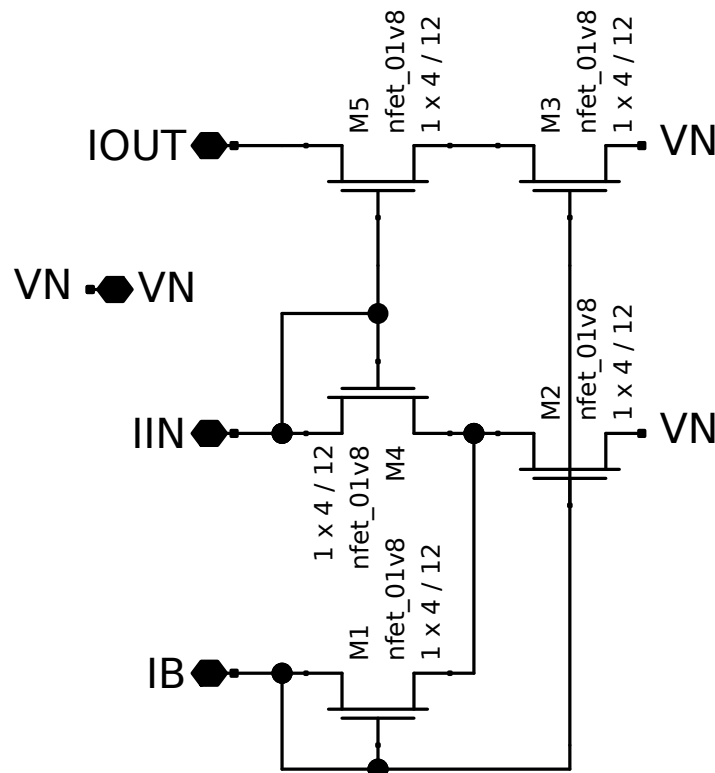 M5
nfet_01v8
1 x 4 / 12
M3
nfet_01v8
1 x 4 / 12
IOUT
VN
VN
VN
M2
nfet_01v8
1 x 4 / 12
IIN
VN
1 x 4 / 12
nfet_01v8
M4
M1
nfet_01v8
1 x 4 / 12
IB